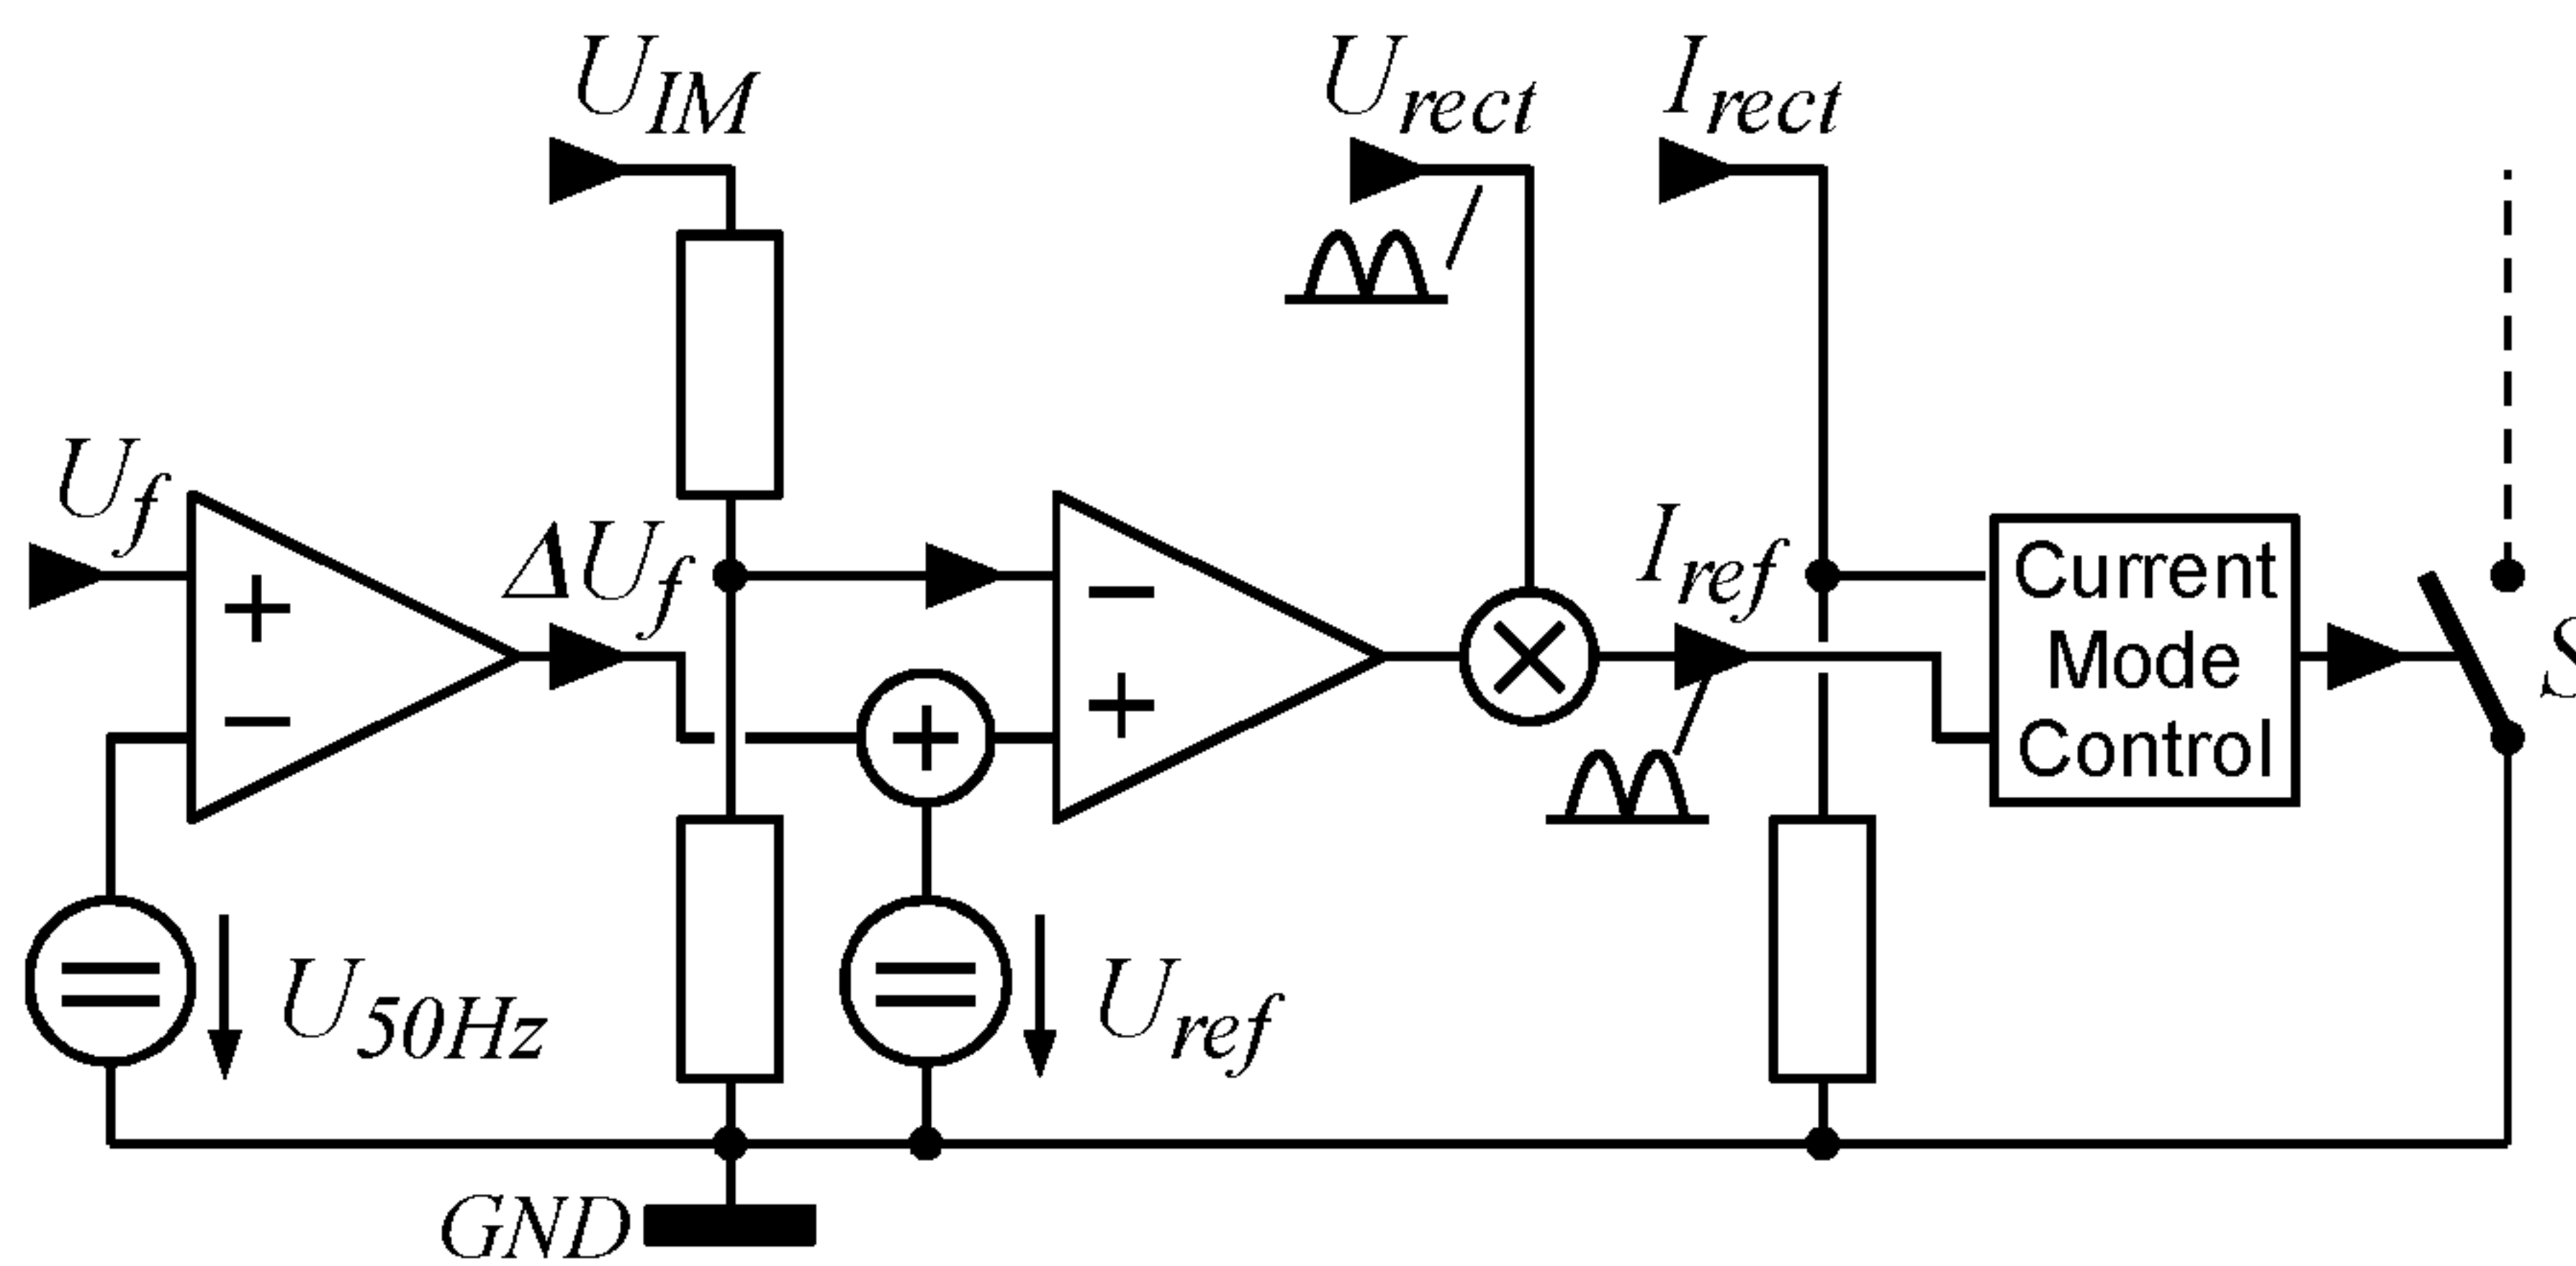 U_IM
U_rect
I_rect
U_f
ΔU_f
I_ref
Current
Mode
Control
S
U_50Hz
U_ref
GND